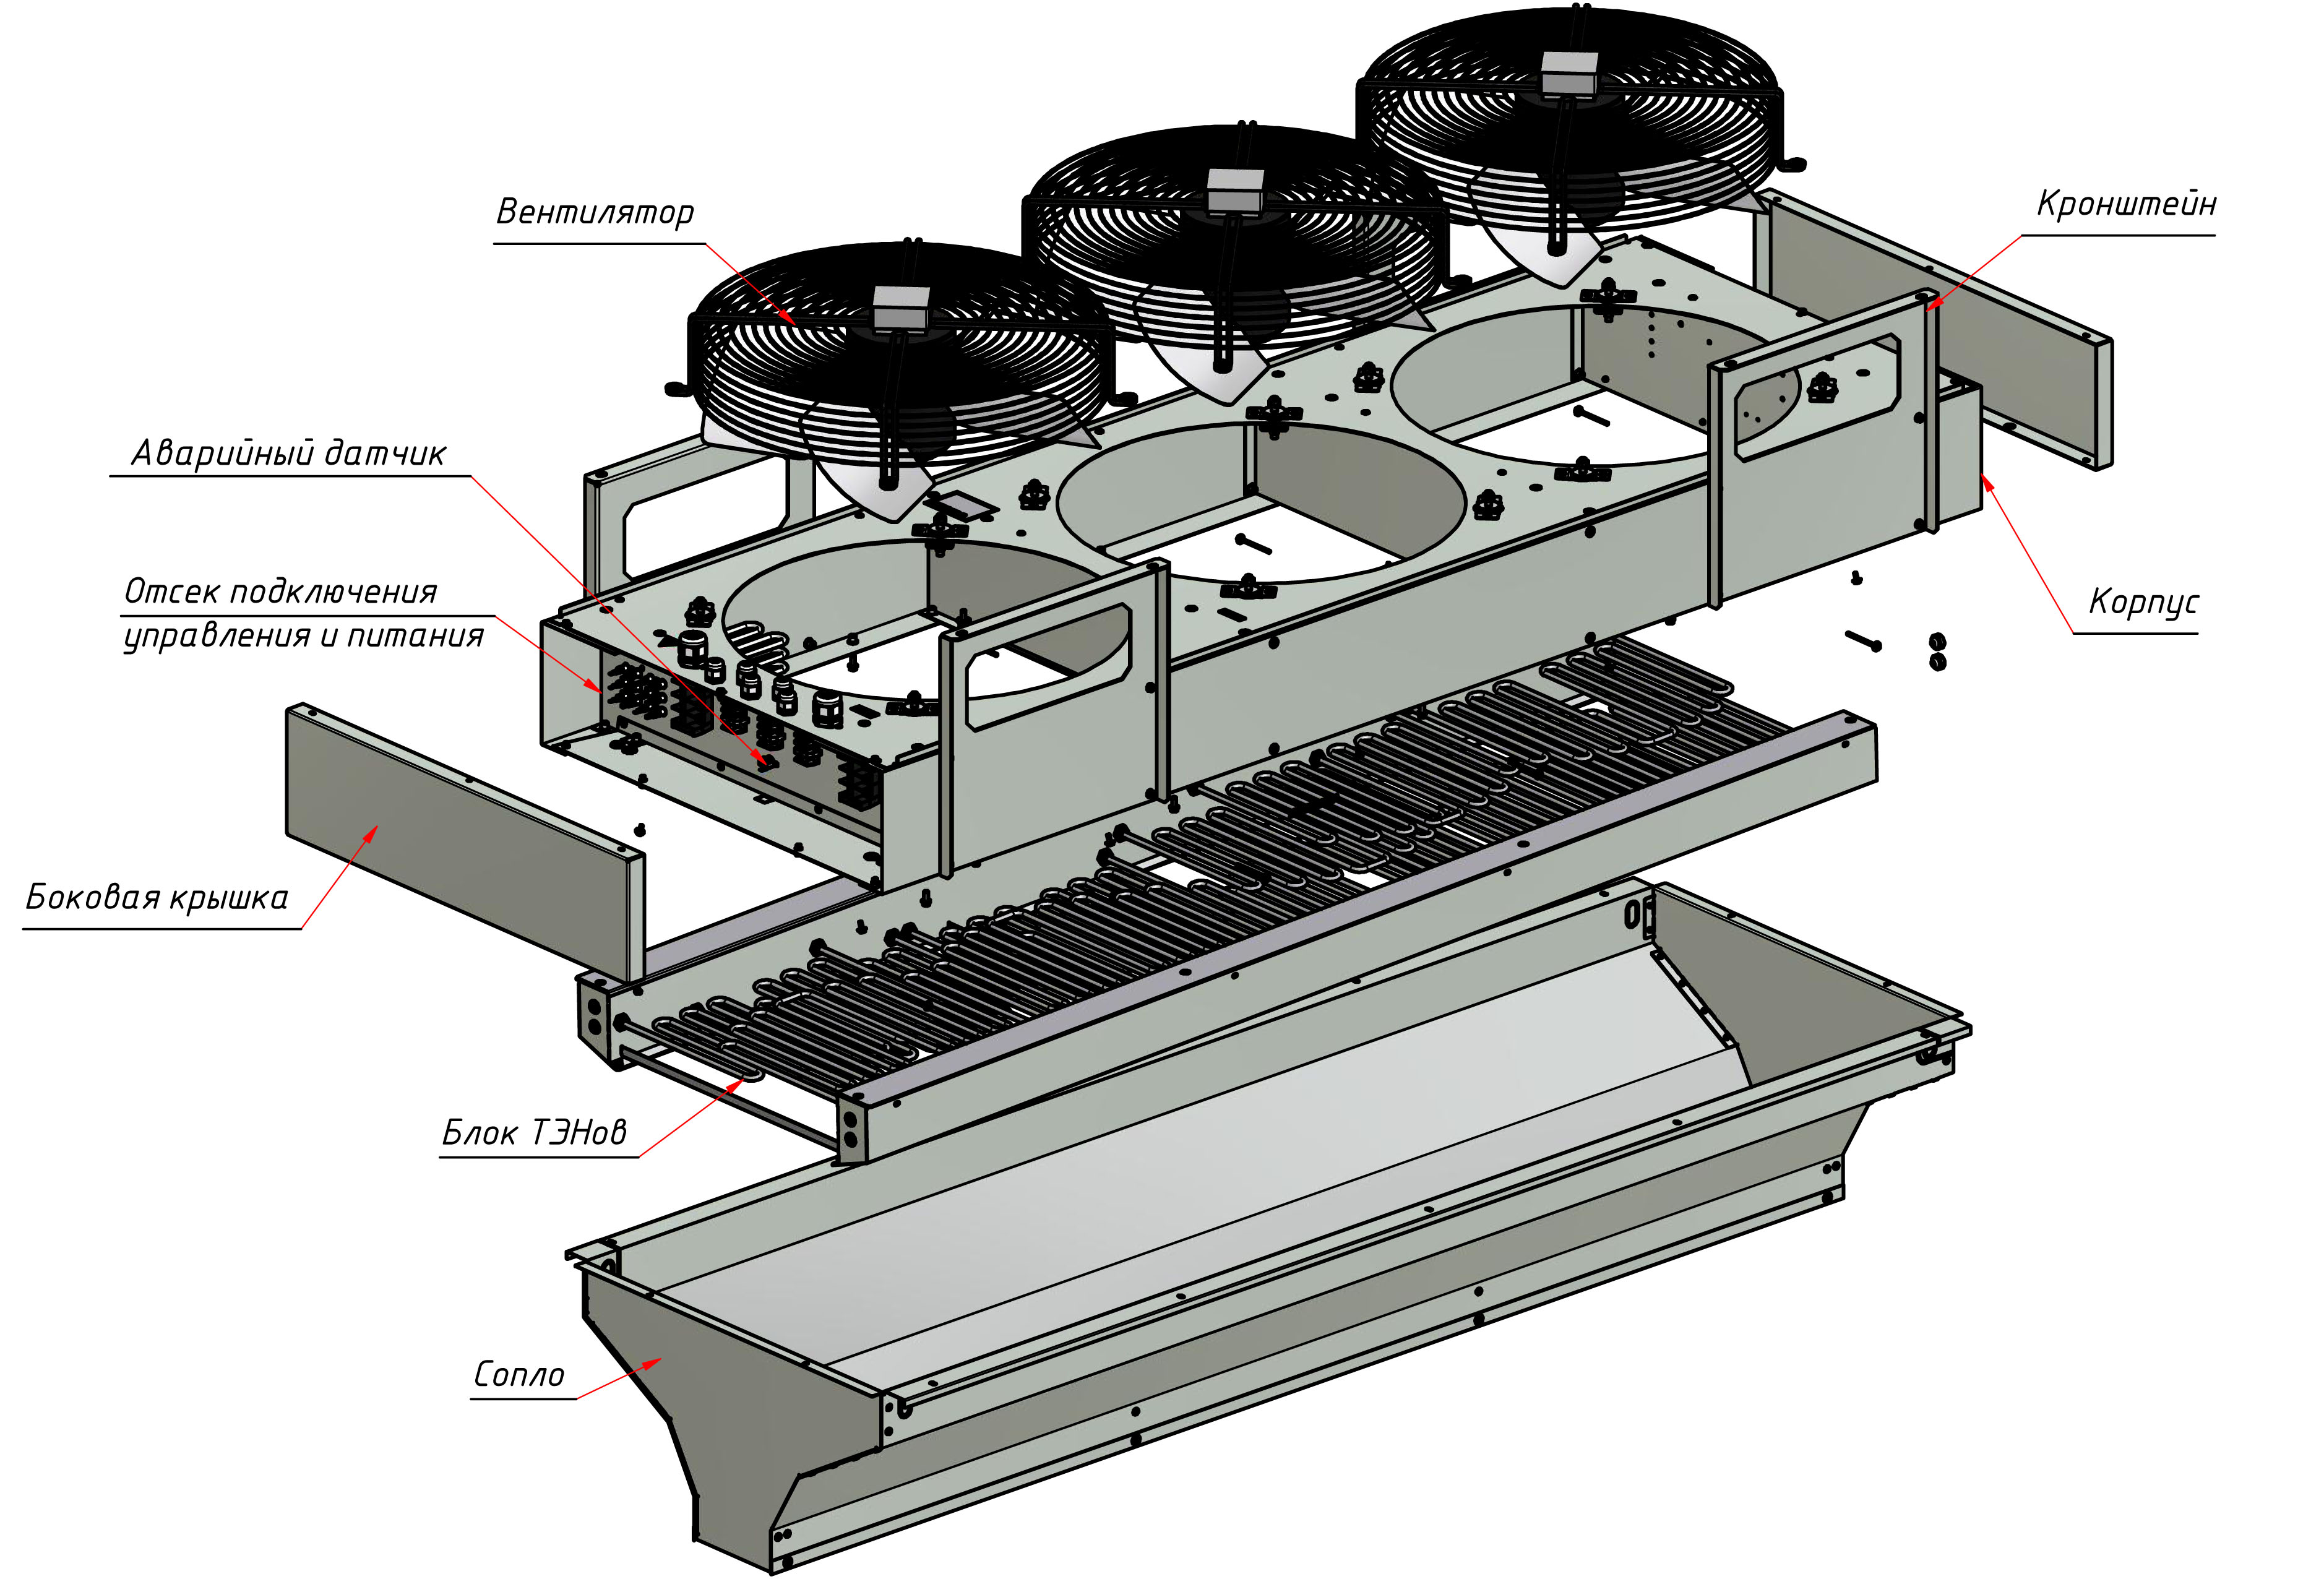 Вентилятор
Кронштейн
Аварийный датчик
Отсек подключения
управления и питания
Корпус
Боковая крышка
Блок ТЭНов
Сопло